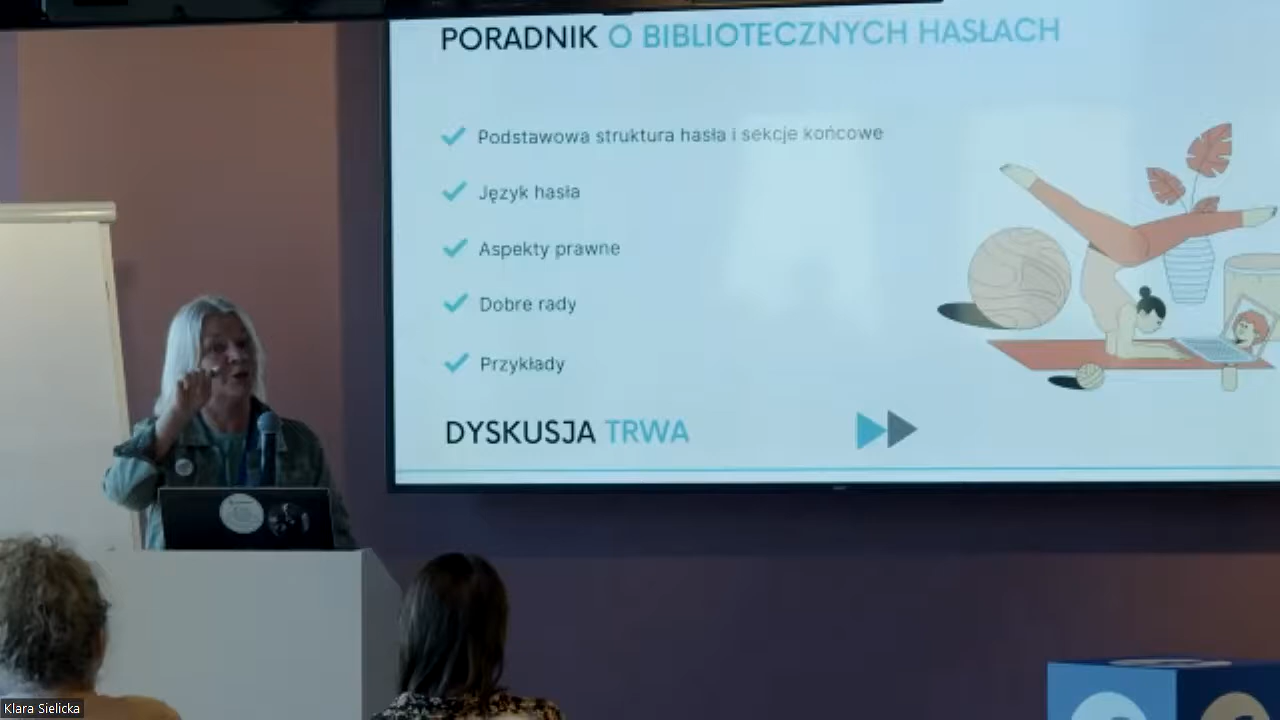 PORADNIK O BIBLIOTECZNYCH HASŁACH
Podstawowa struktura hasła i sekcje końcowe
Język hasła
Aspekty prawne
Dobre rady
Przykłady
DYSKUSJA TRWA
Klara Sielicka